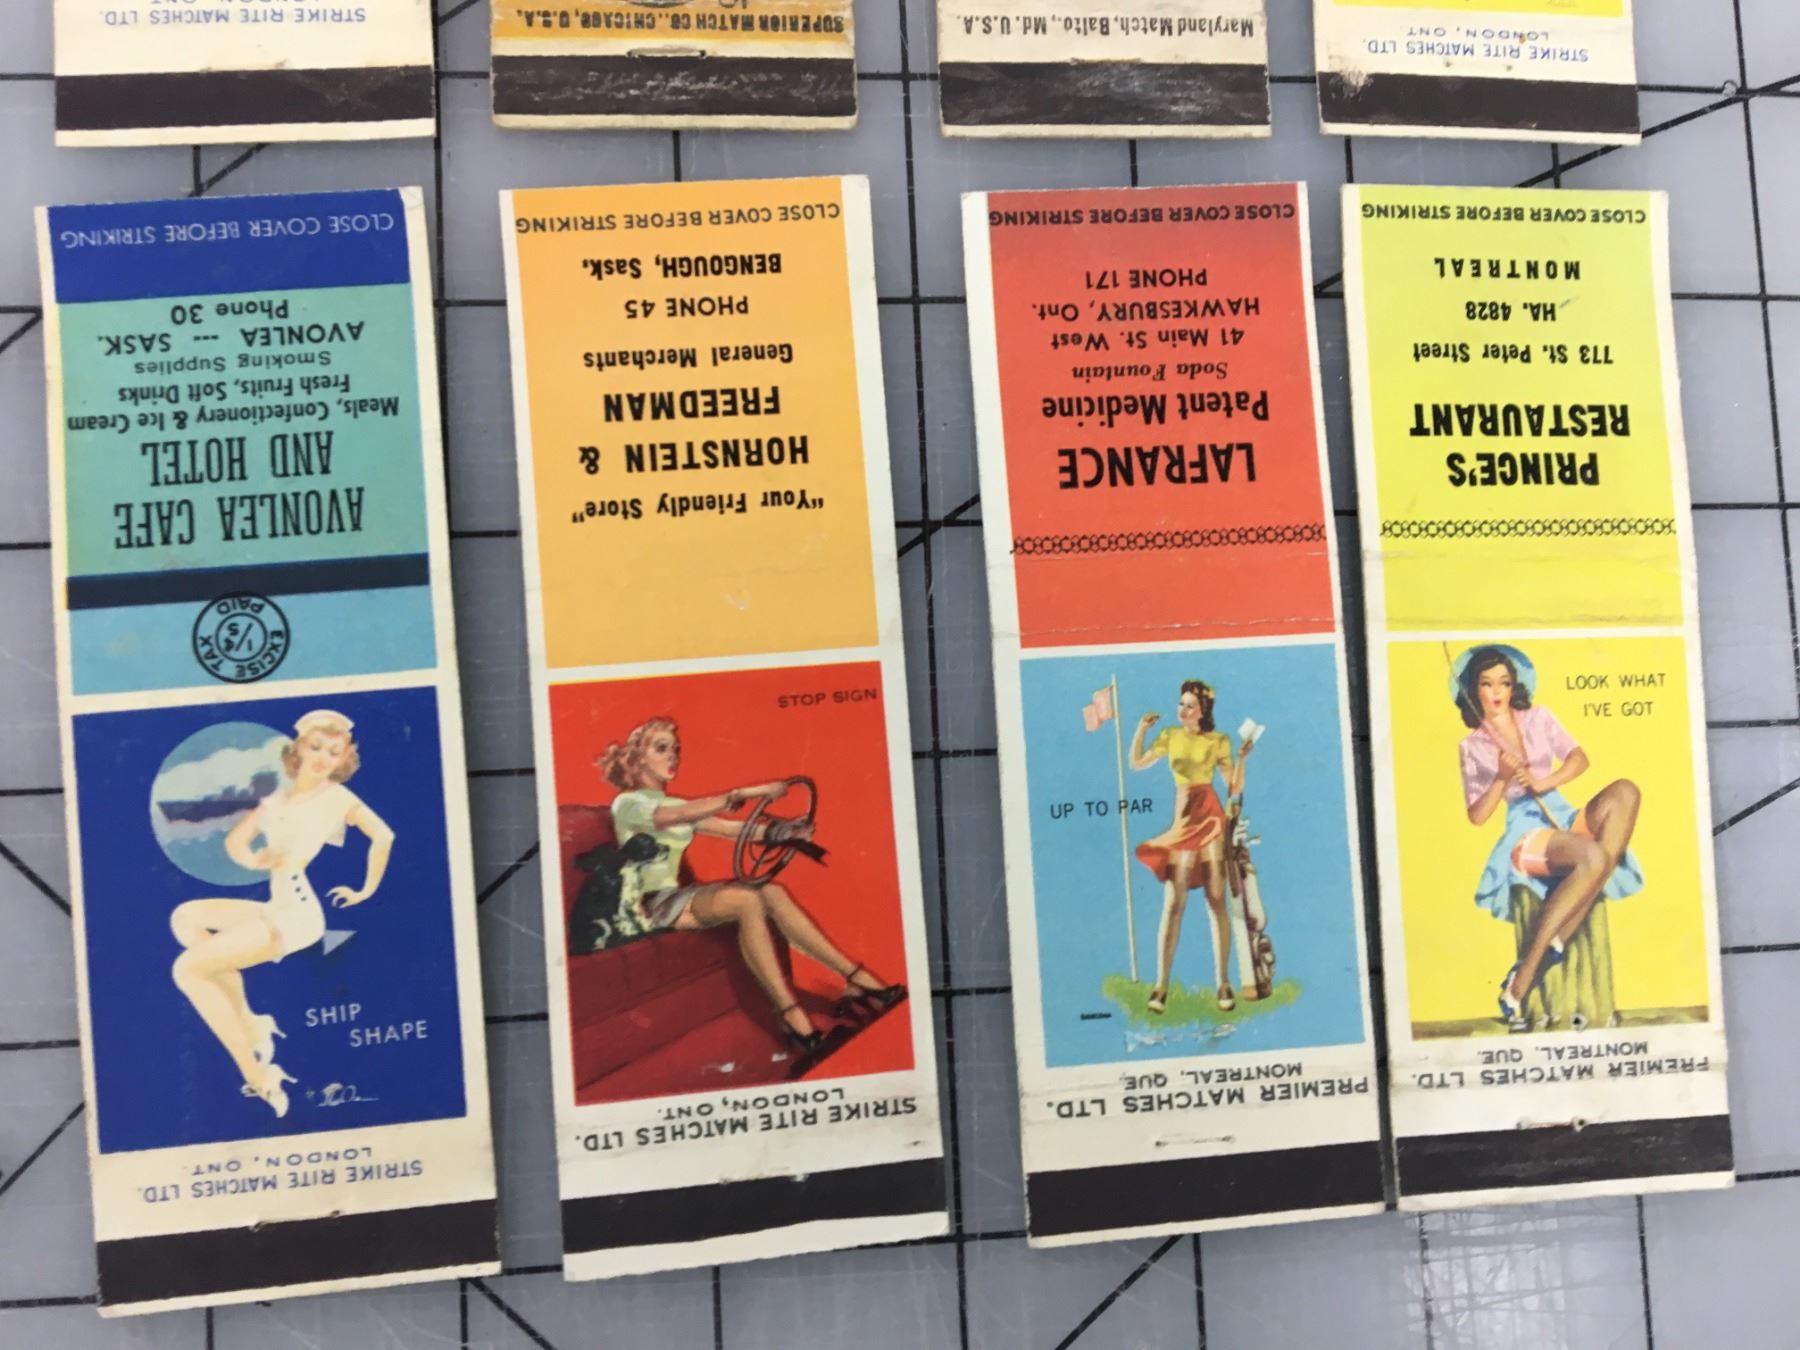 STRIKE RITE MATCHES LTD.
LONDON, ONT.
SUPERIOR MATCH CO., CHICAGO, U.S.A.
Maryland Match, Balto., Md. U.S.A.
STRIKE RITE MATCHES LTD.
LONDON, ONT.
CLOSE COVER BEFORE STRIKING
AVONLEA CAFE
AND HOTEL
Meals, Confectionery & Ice Cream
Fresh Fruits, Soft Drinks
Smoking Supplies
AVONLEA --- SASK.
Phone 30
EXCISE TAX
1/5
PAID
SHIP
SHAPE
STRIKE RITE MATCHES LTD.
LONDON, ONT.
CLOSE COVER BEFORE STRIKING
"Your Friendly Store"
HORNSTEIN &
FREEDMAN
General Merchants
PHONE 45
BENGOUGH, Sask.
STOP SIGN
STRIKE RITE MATCHES LTD.
LONDON, ONT.
CLOSE COVER BEFORE STRIKING
LAFRANCE
Patent Medicine
Soda Fountain
41 Main St. West
HAWKESBURY, Ont.
PHONE 171
UP TO PAR
PREMIER MATCHES LTD.
MONTREAL, QUE.
CLOSE COVER BEFORE STRIKING
PRINCE'S
RESTAURANT
773 St. Peter Street
HA. 4828
MONTREAL
LOOK WHAT
I'VE GOT
PREMIER MATCHES LTD.
MONTREAL, QUE.